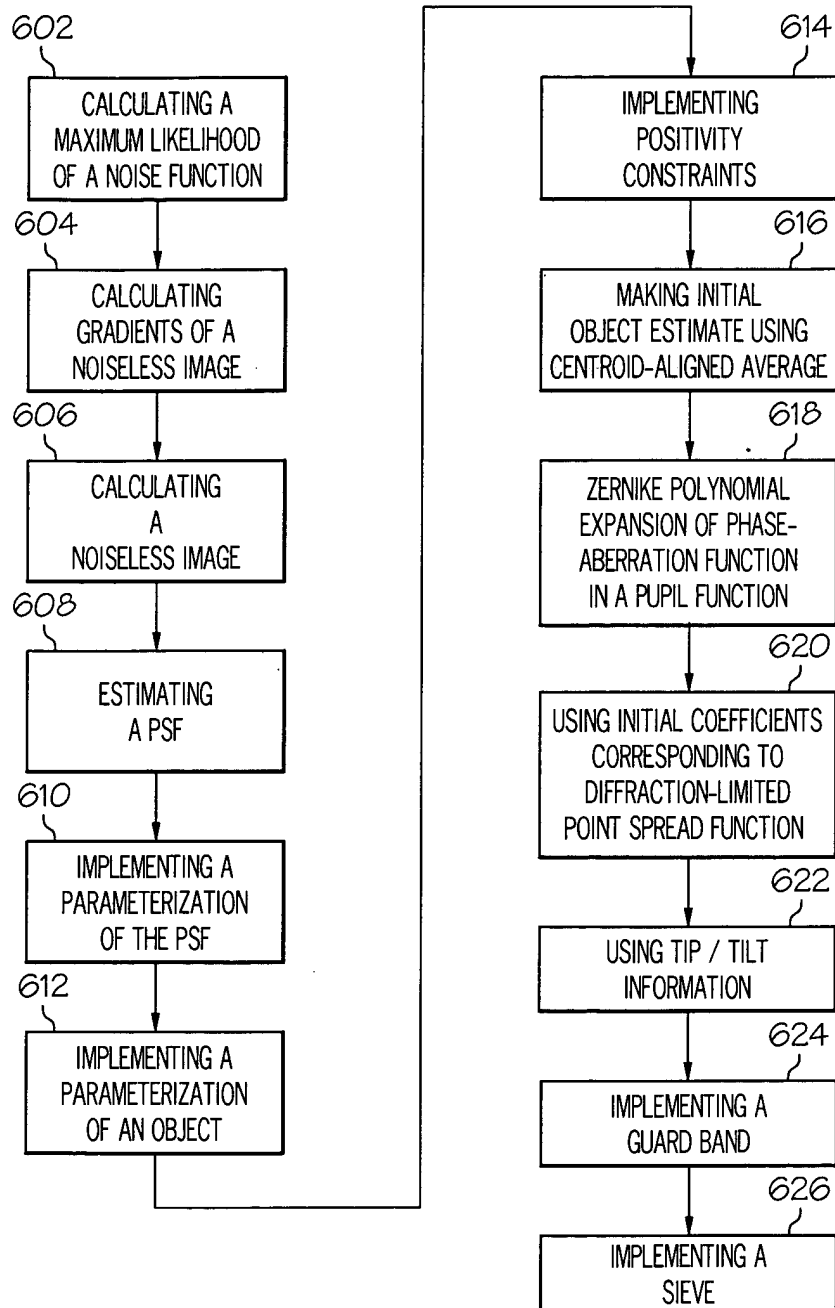 602
CALCULATING A
MAXIMUM LIKELIHOOD
OF A NOISE FUNCTION
604
CALCULATING
GRADIENTS OF A
NOISELESS IMAGE
606
CALCULATING
A
NOISELESS IMAGE
608
ESTIMATING
A PSF
610
IMPLEMENTING A
PARAMETERIZATION
OF THE PSF
612
IMPLEMENTING A
PARAMETERIZATION
OF AN OBJECT
614
IMPLEMENTING
POSITIVITY
CONSTRAINTS
616
MAKING INITIAL
OBJECT ESTIMATE USING
CENTROID-ALIGNED AVERAGE
618
ZERNIKE POLYNOMIAL
EXPANSION OF PHASE-
ABERRATION FUNCTION
IN A PUPIL FUNCTION
620
USING INITIAL COEFFICIENTS
CORRESPONDING TO
DIFFRACTION-LIMITED
POINT SPREAD FUNCTION
622
USING TIP / TILT
INFORMATION
624
IMPLEMENTING A
GUARD BAND
626
IMPLEMENTING A
SIEVE